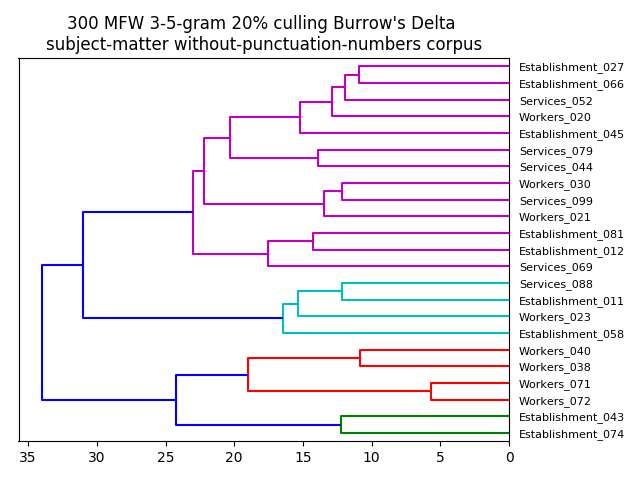 300 MFW 3-5-gram 20% culling Burrow's Delta
subject-matter without-punctuation-numbers corpus
Establishment_027
Establishment_066
Services_052
Workers_020
Establishment_045
Services_079
Services_044
Workers_030
Services_099
Workers_021
Establishment_081
Establishment_012
Services_069
Services_088
Establishment_011
Workers_023
Establishment_058
Workers_040
Workers_038
Workers_071
Workers_072
Establishment_043
Establishment_074
35 30 25 20 15 10 5 0